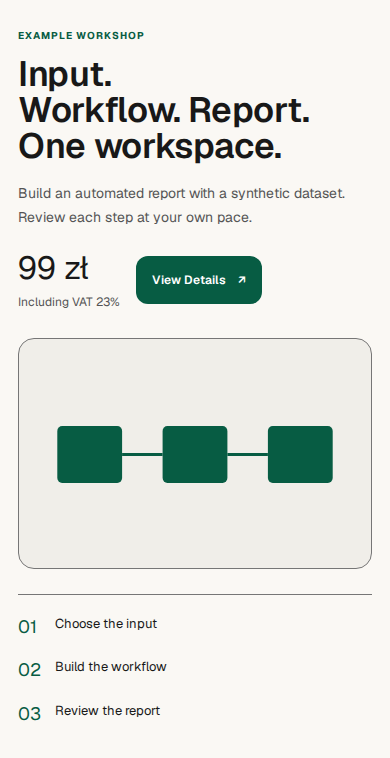 EXAMPLE WORKSHOP
Input.
Workflow. Report.
One workspace.
Build an automated report with a synthetic dataset.
Review each step at your own pace.
99 zł
Including VAT 23%
View Details
01 Choose the input
02 Build the workflow
03 Review the report